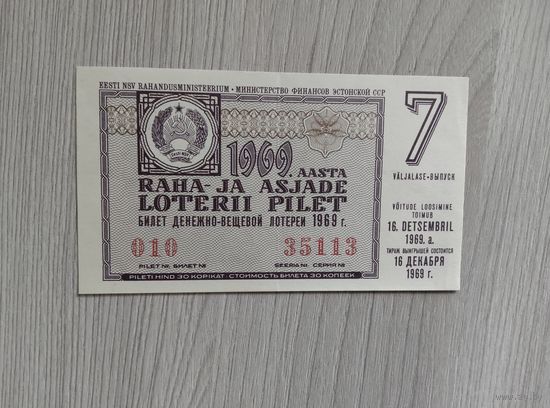 EESTI NSV RAHANDUSMINISTEERIUM • МИНИСТЕРСТВО ФИНАНСОВ ЭСТОНСКОЙ ССР
1969. AASTA
RAHA- JA ASJADE
LOTERII PILET
БИЛЕТ ДЕНЕЖНО-ВЕЩЕВОЙ ЛОТЕРЕИ 1969 г.
010 35113
PILETI № БИЛЕТ № SEERIA № СЕРИЯ №
PILETI HIND 30 KOPIKAT • СТОИМОСТЬ БИЛЕТА 30 КОПЕЕК
7
VÄLJALASE-ВЫПУСК
VÕITUDE LOOSIMINE
TOIMUB
16. DETSEMBRIL
1969. a.
ТИРАЖ ВЫИГРЫШЕЙ СОСТОИТСЯ
16 ДЕКАБРЯ
1969 г.